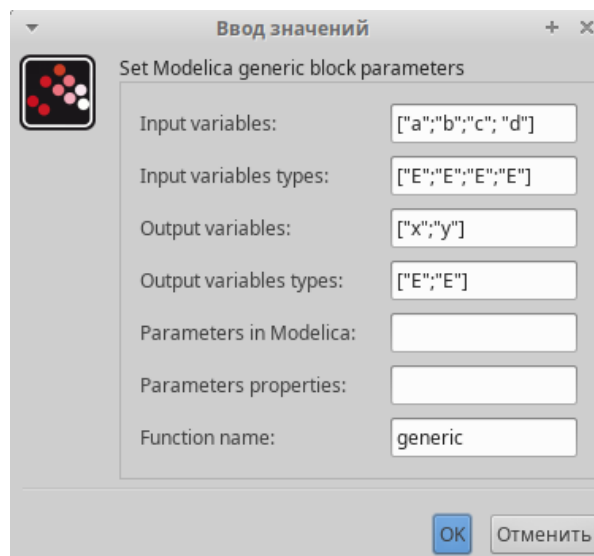 Ввод значений
Set Modelica generic block parameters
Input variables: ["a";"b";"c"; "d"]
Input variables types: ["E";"E";"E";"E"]
Output variables: ["x";"y"]
Output variables types: ["E";"E"]
Parameters in Modelica:
Parameters properties:
Function name: generic
OK Отменить